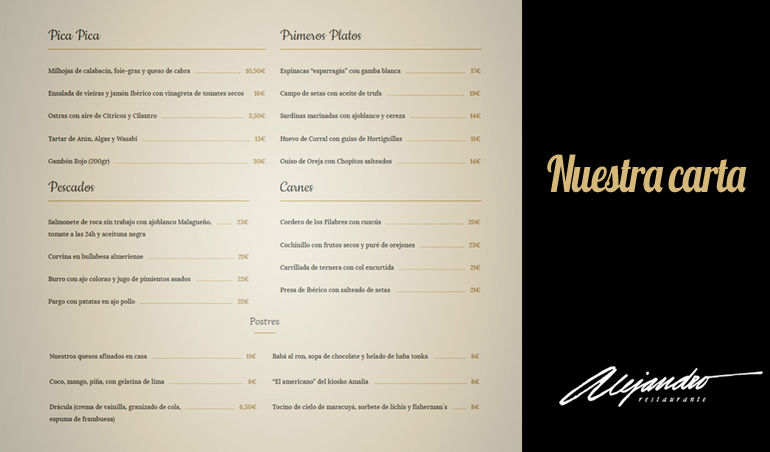 Pica Pica
Milhojas de calabacín, foie-gras y queso de cabra 10,50€
Ensalada de vieiras y jamón Ibérico con vinagreta de tomates secos 16€
Ostras con aire de Cítricos y Cilantro 3,50€
Tartar de Atún, Algas y Wasabi 13€
Gambón Rojo (200gr) 30€
Primeros Platos
Espinacas "esparragás" con gamba blanca 17€
Campo de setas con aceite de trufa 19€
Sardinas marinadas con ajoblanco y cereza 14€
Huevo de Corral con guiso de Hortiguillas 11€
Guiso de Oreja con Chopitos salteados 14€
Pescados
Salmonete de roca sin trabajo con ajoblanco Malagueño, 23€
tomate a las 24h y aceituna negra
Corvina en bullabesa almeriense 21€
Burro con ajo colorao y jugo de pimientos asados 22€
Pargo con patatas en ajo pollo 22€
Carnes
Cordero de los Filabres con cuscús 20€
Cochinillo con frutos secos y puré de orejones 23€
Carrillada de ternera con col encurtida 21€
Presa de Ibérico con salteado de setas 21€
Postres
Nuestros quesos afinados en casa 11€
Coco, mango, piña, con gelatina de lima 8€
Drácula (crema de vainilla, granizado de cola, 6,50€
espuma de frambuesa)
Babá al ron, sopa de chocolate y helado de haba tonka 8€
"El americano" del kiosko Amalia 8€
Tocino de cielo de maracuyá, sorbete de lichis y fisherman's 8€
Nuestra carta
Alejandro
restaurante